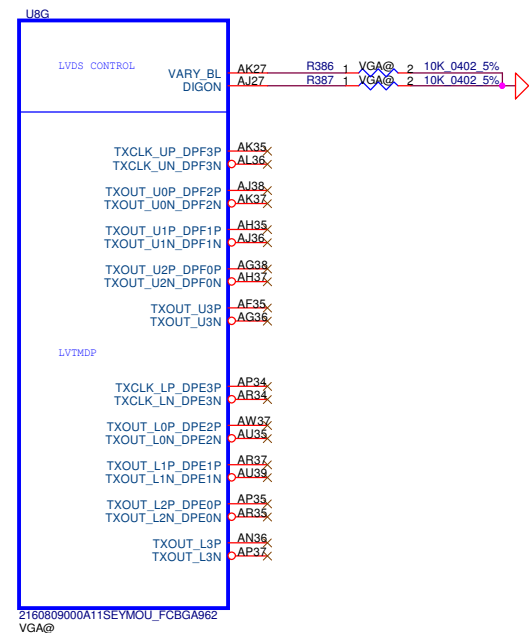 U8G
LVDS CONTROL
VARY_BL AK27 R386 1 VGA@ 2 10K_0402_5%
DIGON AJ27 R387 1 VGA@ 2 10K_0402_5%
TXCLK_UP_DPF3P AK35
TXCLK_UN_DPF3N AL36
TXOUT_U0P_DPF2P AJ38
TXOUT_U0N_DPF2N AK37
TXOUT_U1P_DPF1P AH35
TXOUT_U1N_DPF1N AJ36
TXOUT_U2P_DPF0P AG38
TXOUT_U2N_DPF0N AH37
TXOUT_U3P AF35
TXOUT_U3N AG36
LVTMDP
TXCLK_LP_DPE3P AP34
TXCLK_LN_DPE3N AR34
TXOUT_L0P_DPE2P AW37
TXOUT_L0N_DPE2N AU35
TXOUT_L1P_DPE1P AR37
TXOUT_L1N_DPE1N AU39
TXOUT_L2P_DPE0P AP35
TXOUT_L2N_DPE0N AR35
TXOUT_L3P AN36
TXOUT_L3N AP37
2160809000A11SEYMOU_FCBGA962
VGA@